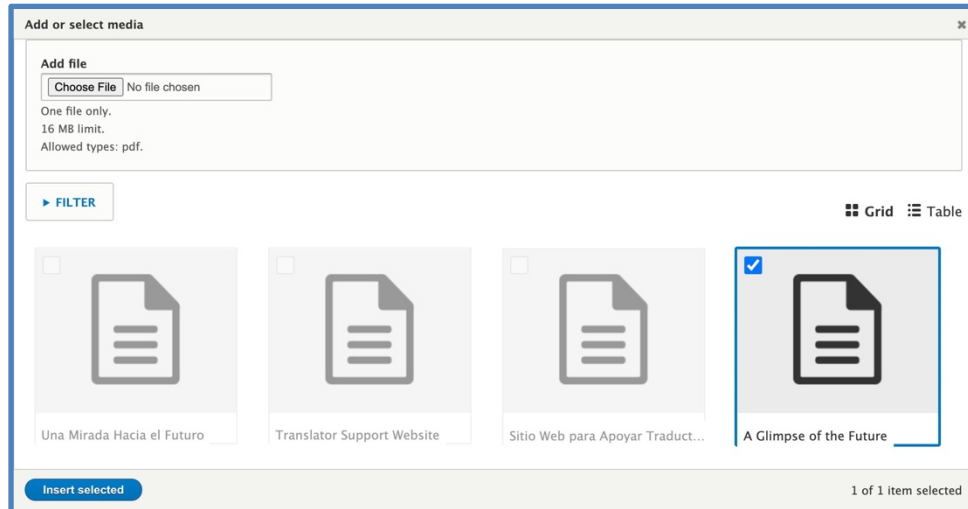 Add or select media
Add file
Choose File No file chosen
One file only.
16 MB limit.
Allowed types: pdf.
FILTER
Grid Table
Una Mirada Hacia el Futuro
Translator Support Website
Sitio Web para Apoyar Traduct...
A Glimpse of the Future
Insert selected
1 of 1 item selected